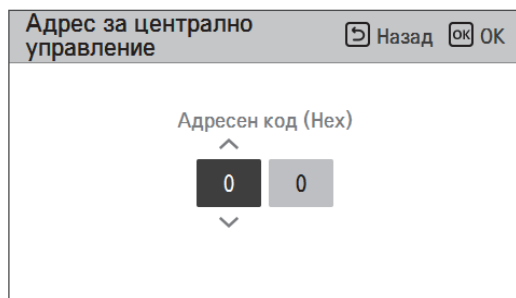 Адрес за централно
управление
Назад
OK OK
Адресен код (Hex)
0 0